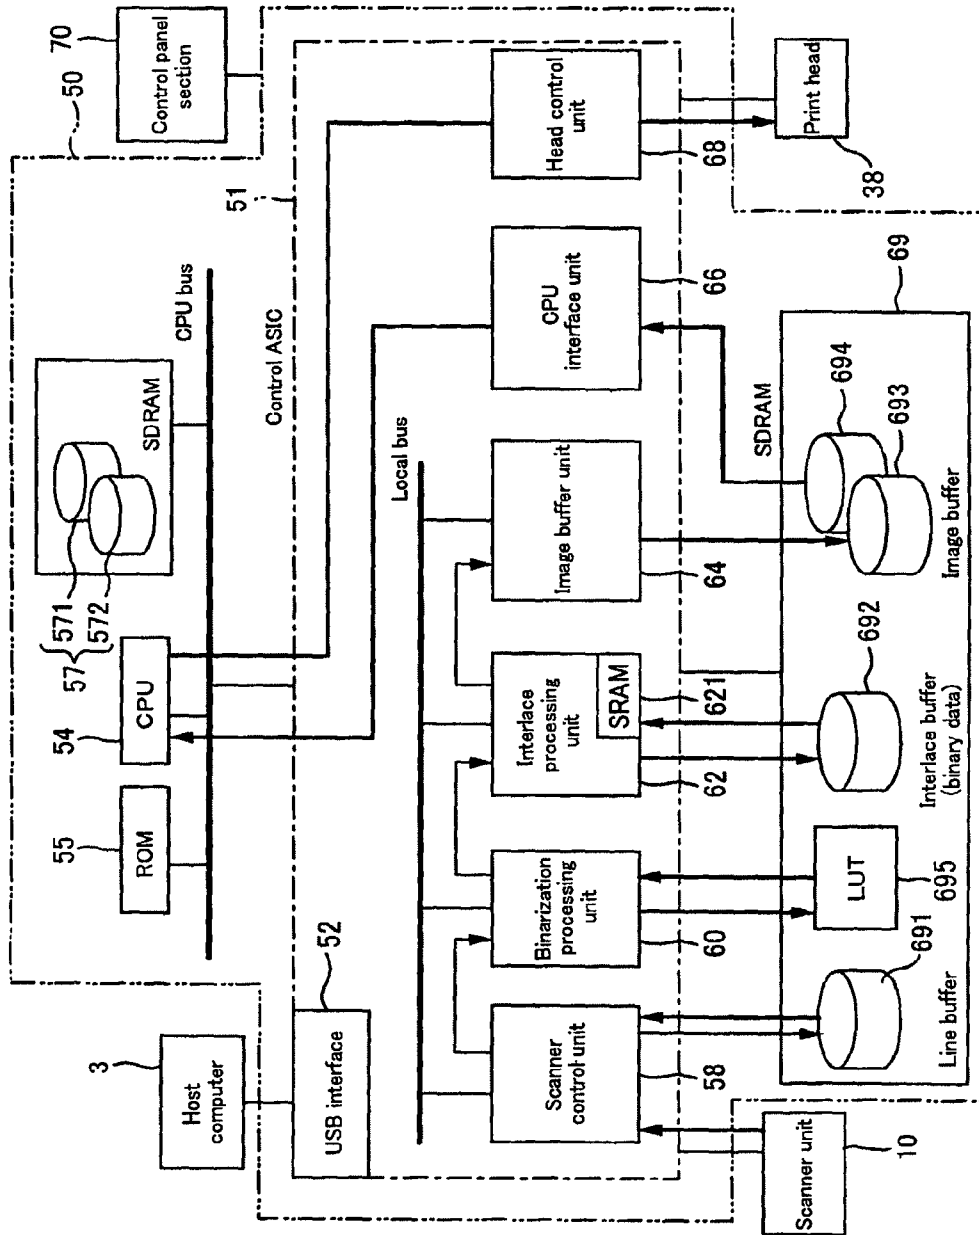 Host
computer
3
Control panel
section
70
50
ROM
55
CPU
54
57
571
572
SDRAM
CPU bus
USB interface
52
Control ASIC
51
Local bus
Scanner
control unit
58
Binarization
processing
unit
60
Interlace
processing
unit
SRAM
62
621
Image buffer unit
64
CPU
interface unit
66
Head control
unit
68
Scanner unit
10
Print head
38
SDRAM
69
691
Line buffer
LUT
695
692
Interlace buffer
(binary data)
694
693
Image buffer